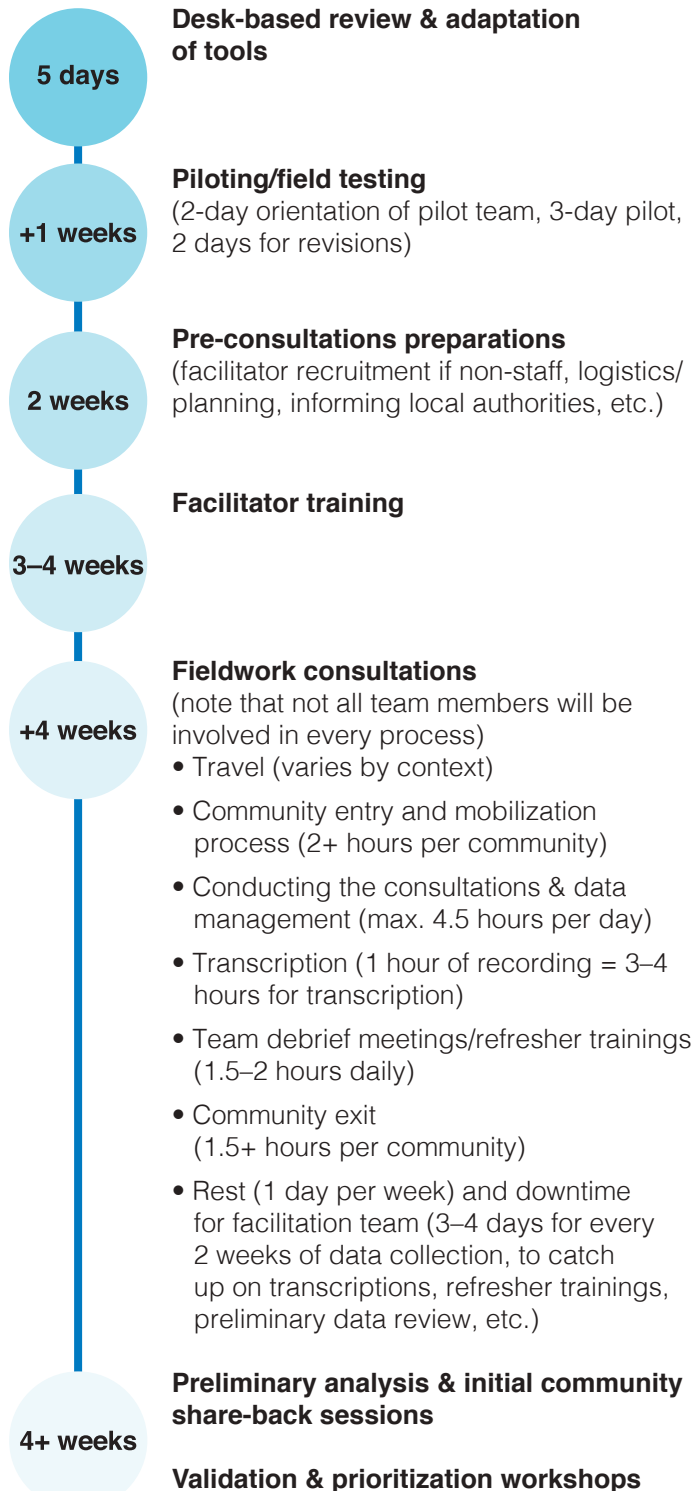 5 days
Desk-based review & adaptation
of tools
+1 weeks
Piloting/field testing
(2-day orientation of pilot team, 3-day pilot,
2 days for revisions)
2 weeks
Pre-consultations preparations
(facilitator recruitment if non-staff, logistics/
planning, informing local authorities, etc.)
3–4 weeks
Facilitator training
+4 weeks
Fieldwork consultations
(note that not all team members will be
involved in every process)
• Travel (varies by context)
• Community entry and mobilization
process (2+ hours per community)
• Conducting the consultations & data
management (max. 4.5 hours per day)
• Transcription (1 hour of recording = 3–4
hours for transcription)
• Team debrief meetings/refresher trainings
(1.5–2 hours daily)
• Community exit
(1.5+ hours per community)
• Rest (1 day per week) and downtime
for facilitation team (3–4 days for every
2 weeks of data collection, to catch
up on transcriptions, refresher trainings,
preliminary data review, etc.)
4+ weeks
Preliminary analysis & initial community
share-back sessions
Validation & prioritization workshops